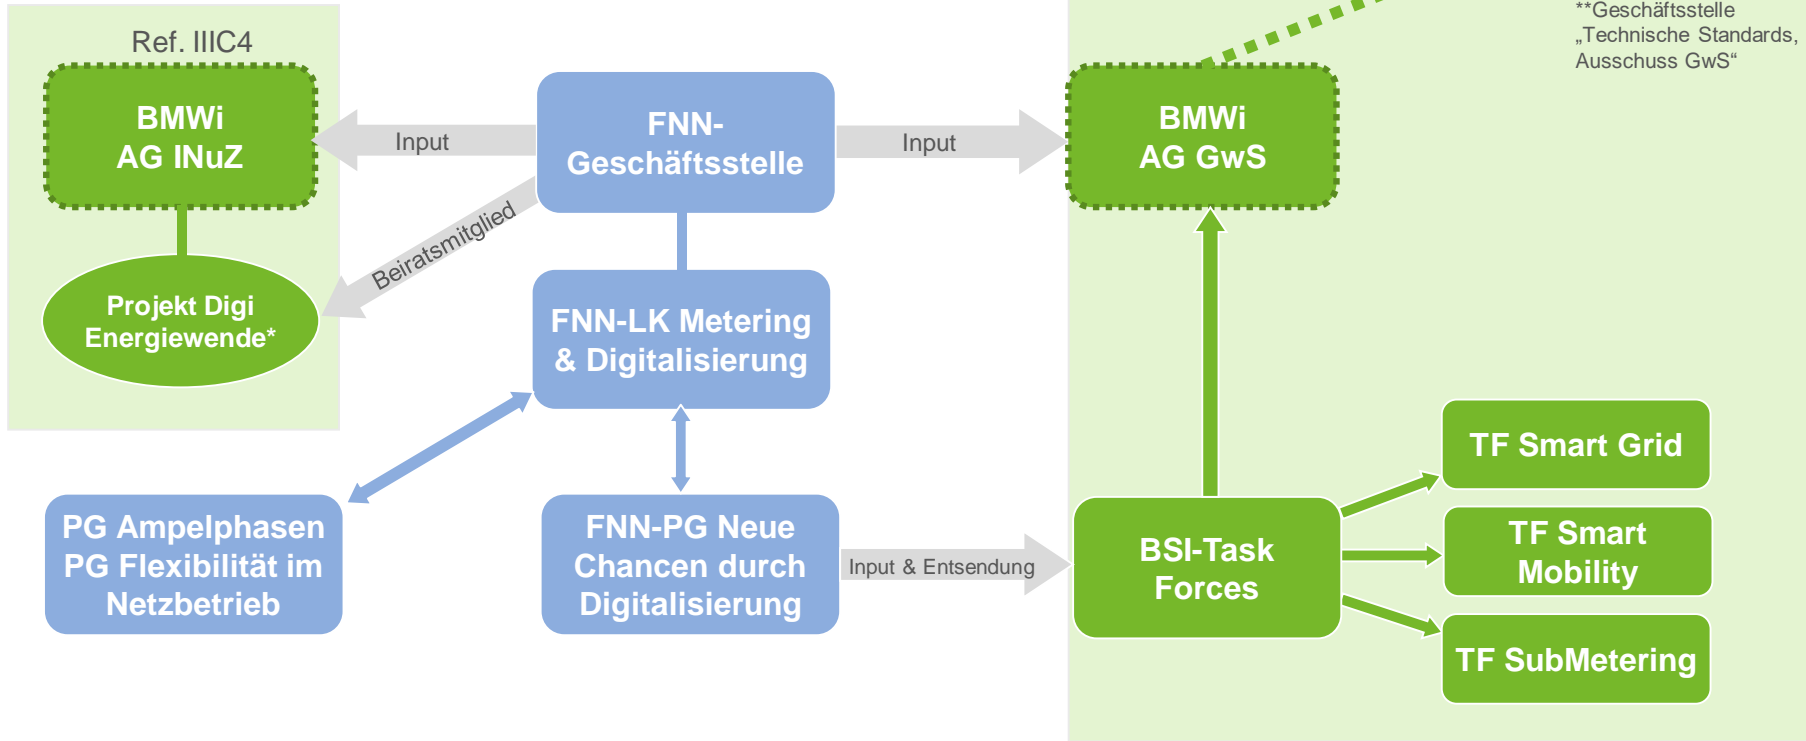 **Geschäftsstelle
„Technische Standards,
Ausschuss GwS“
Ref. IIIC4
BMWi
AG INuZ
Input
FNN-
Geschäftsstelle
Input
BMWi
AG GwS
Beiratsmitglied
Projekt Digi
Energiewende*
FNN-LK Metering
& Digitalisierung
PG Ampelphasen
PG Flexibilität im
Netzbetrieb
FNN-PG Neue
Chancen durch
Digitalisierung
Input & Entsendung
BSI-Task
Forces
TF Smart Grid
TF Smart
Mobility
TF SubMetering